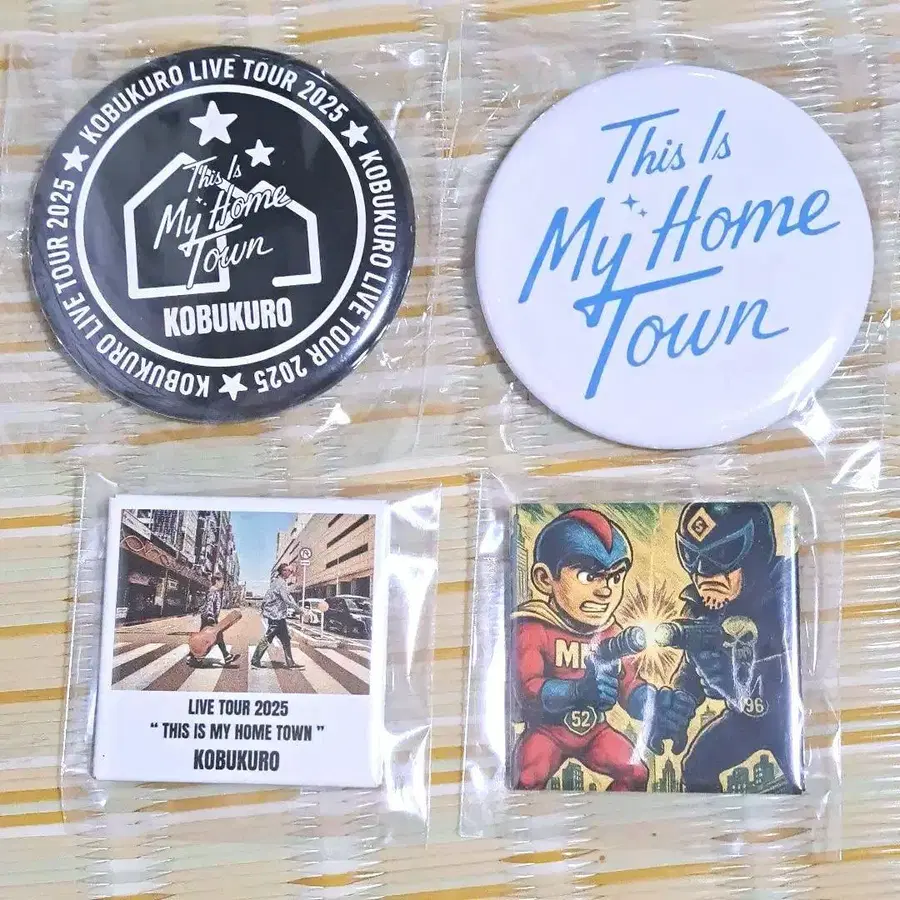 ★ KOBUKURO LIVE TOUR 2025 ★ KOBUKURO LIVE TOUR 2025 ★ KOBUKURO LIVE TOUR 2025
This Is
My Home
Town
KOBUKURO
This Is
My Home
Town
LIVE TOUR 2025
“ THIS IS MY HOME TOWN ”
KOBUKURO
S
52
96